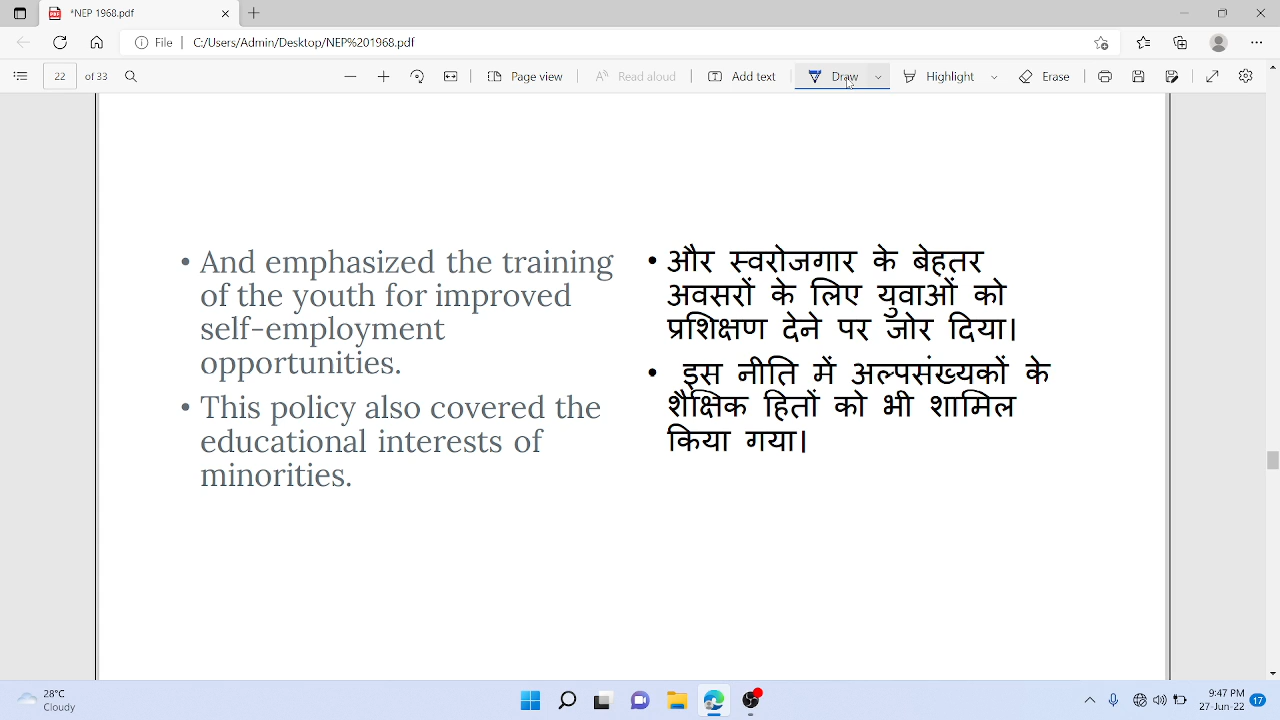 *NEP 1968.pdf
File C:/Users/Admin/Desktop/NEP%201968.pdf
22 of 33 Page view Read aloud Add text Draw Highlight Erase
• And emphasized the training
of the youth for improved
self-employment
opportunities.
• This policy also covered the
educational interests of
minorities.
• और स्वरोजगार के बेहतर
अवसरों के लिए युवाओं को
प्रशिक्षण देने पर जोर दिया।
• इस नीति में अल्पसंख्यकों के
शैक्षिक हितों को भी शामिल
किया गया।
28°C
Cloudy
9:47 PM
27-Jun-22
17